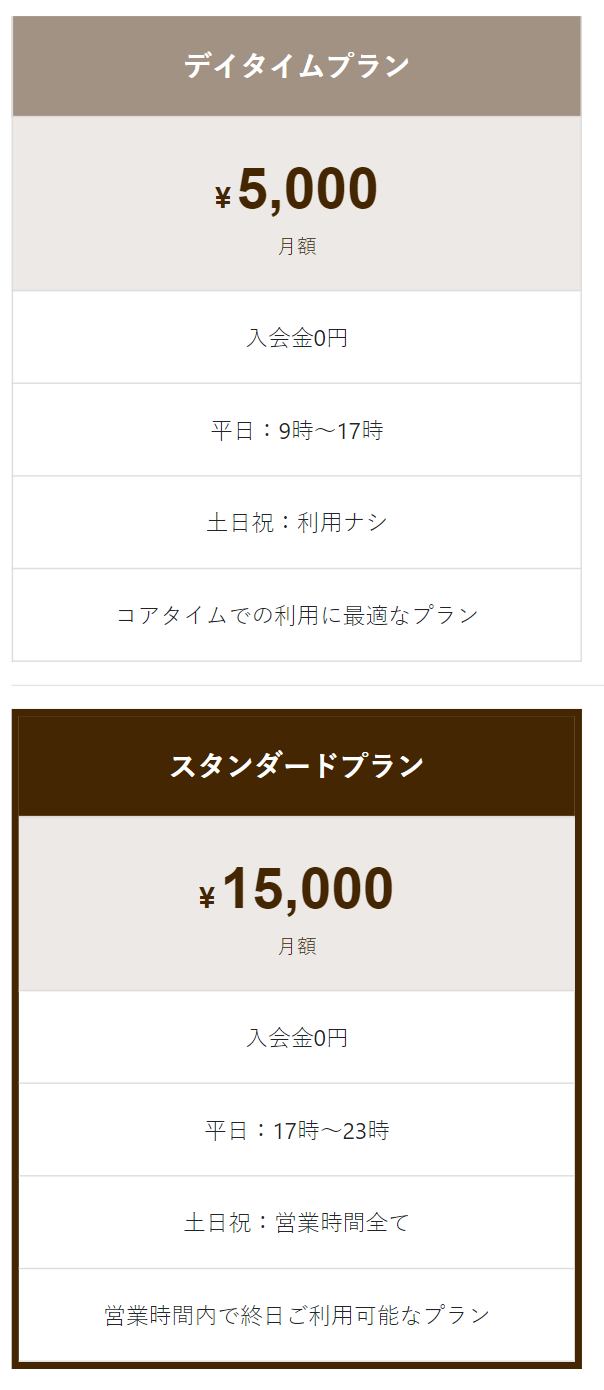 デイタイムプラン
¥5,000
月額
入会金0円
平日：9時〜17時
土日祝：利用ナシ
コアタイムでの利用に最適なプラン
スタンダードプラン
¥15,000
月額
入会金0円
平日：17時〜23時
土日祝：営業時間全て
営業時間内で終日ご利用可能なプラン